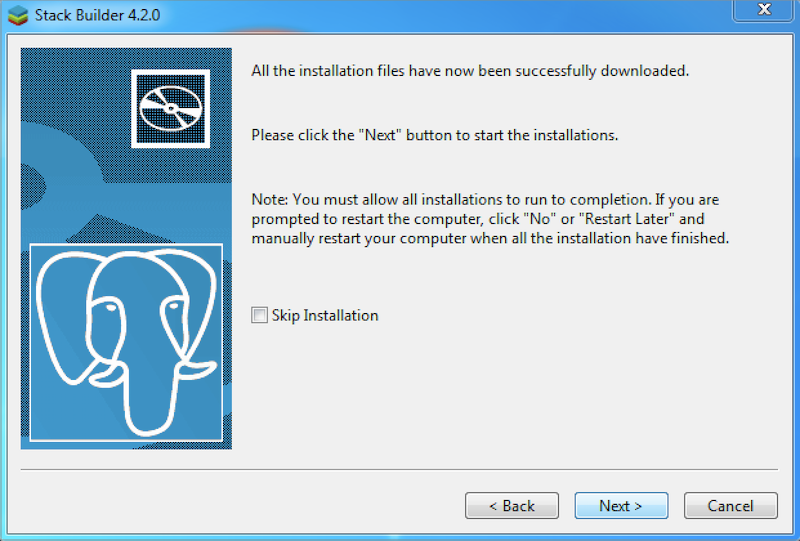 Stack Builder 4.2.0
All the installation files have now been successfully downloaded.
Please click the "Next" button to start the installations.
Note: You must allow all installations to run to completion. If you are
prompted to restart the computer, click "No" or "Restart Later" and
manually restart your computer when all the installation have finished.
Skip Installation
< Back
Next >
Cancel